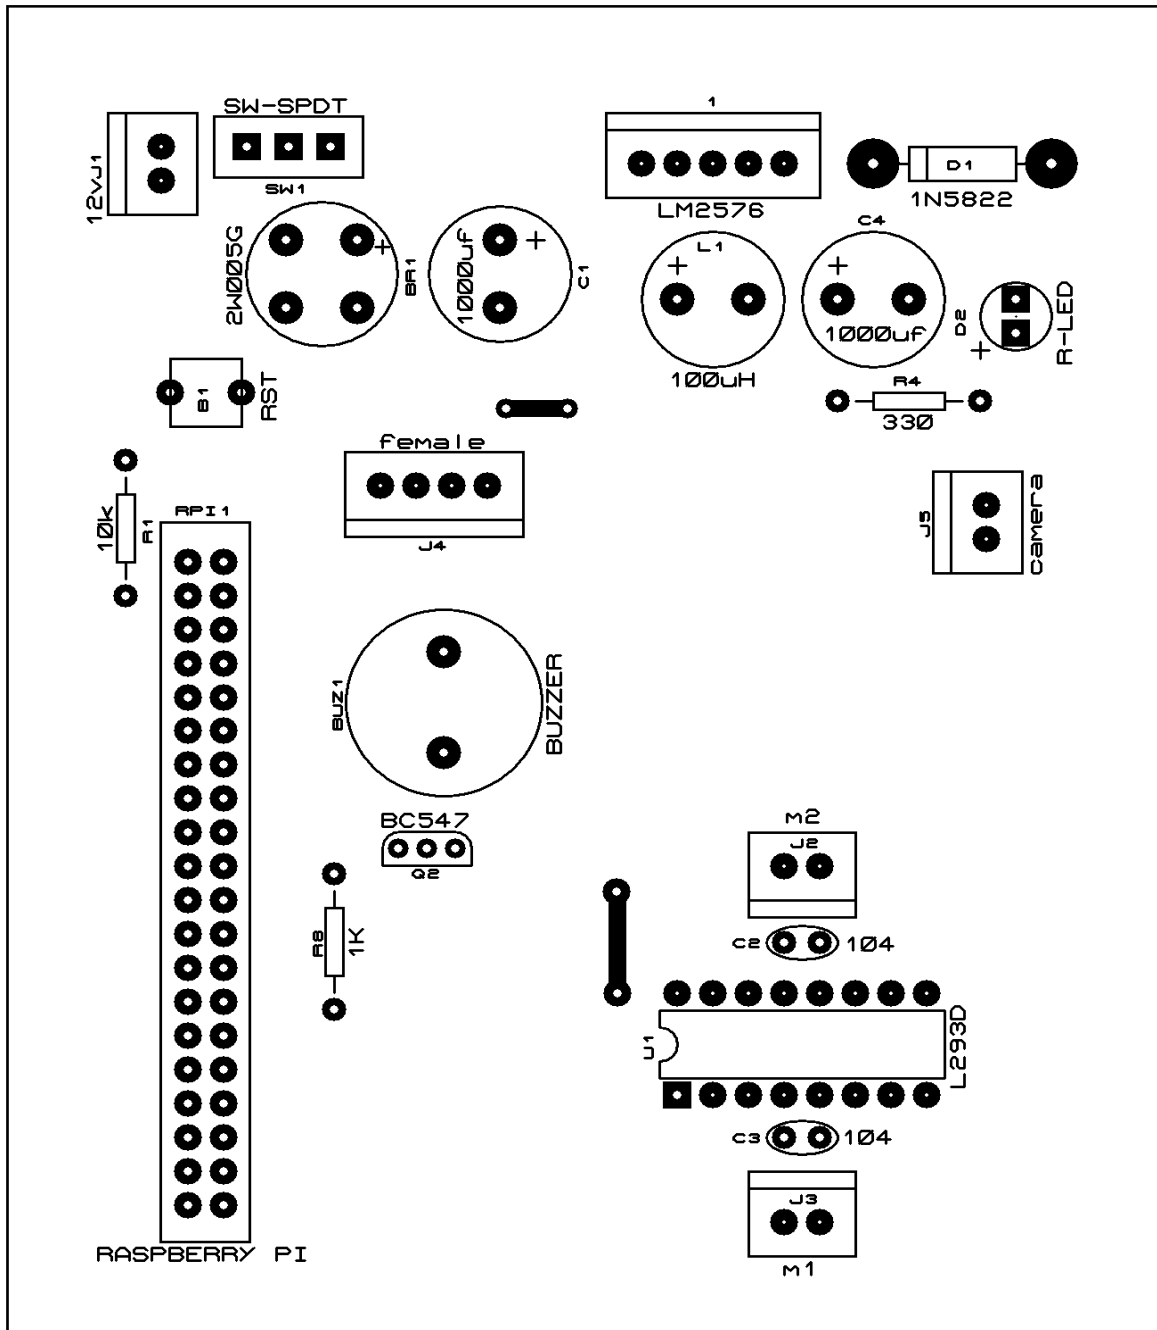 SW-SPDT
1
12vJ1
SW1
LM2576
D1
1N5822
2W005G
BR1
1000uf
C1
L1
100uH
C4
1000uf
D2
R-LED
B1
RST
R4
330
female
J4
10k
R1
RPI1
J5
camera
BUZ1
BUZZER
BC547
Q2
M2
J2
R8
1K
C2
104
U1
L293D
C3
104
J3
M1
RASPBERRY PI